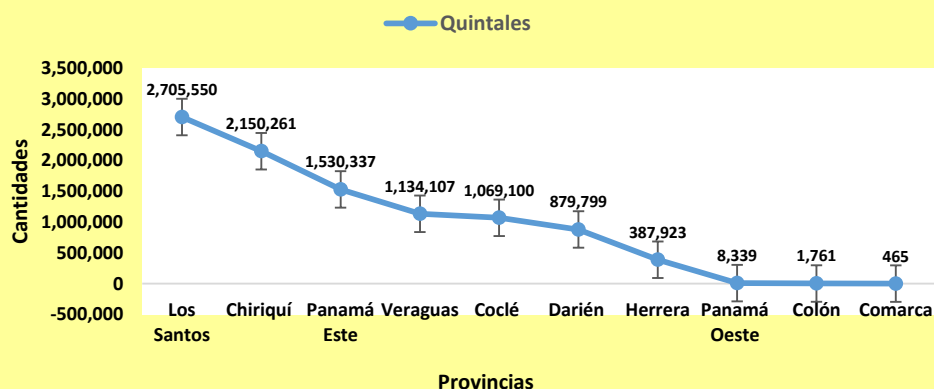 Quintales
3,500,000
3,000,000
2,500,000
2,000,000
1,500,000
1,000,000
500,000
0
-500,000
Cantidades
2,705,550
2,150,261
1,530,337
1,134,107
1,069,100
879,799
387,923
8,339
1,761
465
Los Santos
Chiriquí
Panamá Este
Veraguas
Coclé
Darién
Herrera
Panamá Oeste
Colón
Comarca
Provincias